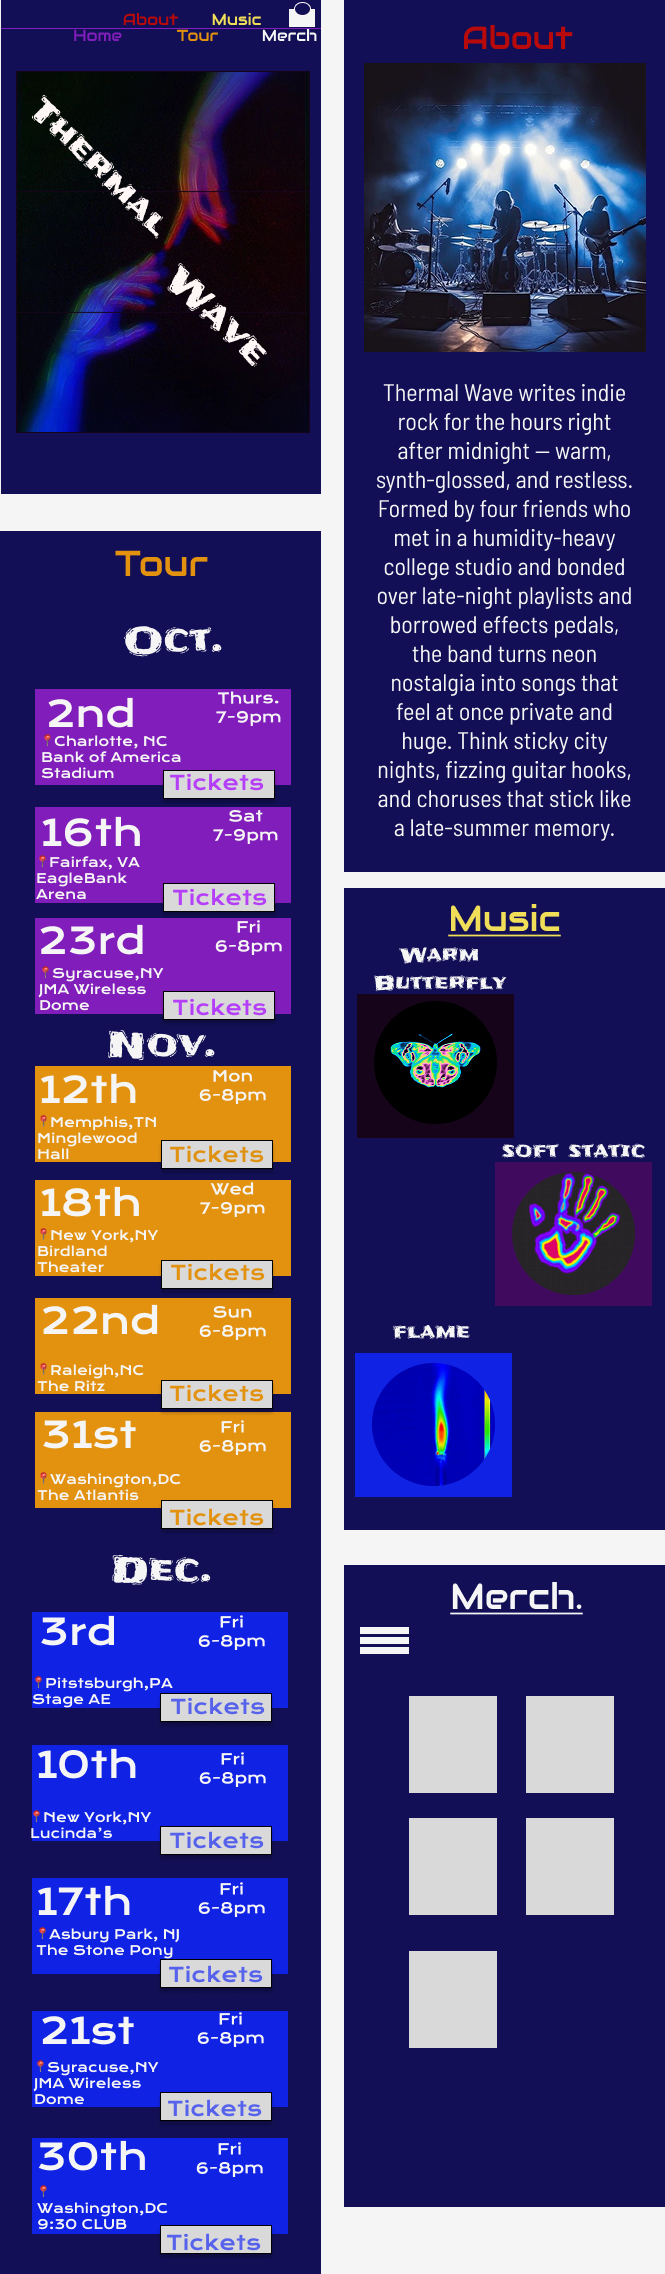 About
Music
Home
Tour
Merch
Thermal
Wave
Tour
Oct.
2nd
Thurs.
7-9pm
📍Charlotte, NC
Bank of America
Stadium
Tickets
16th
Sat
7-9pm
📍Fairfax, VA
EagleBank
Arena
Tickets
23rd
Fri
6-8pm
📍Syracuse,NY
JMA Wireless
Dome
Tickets
Nov.
12th
Mon
6-8pm
📍Memphis,TN
Minglewood
Hall
Tickets
18th
Wed
7-9pm
📍New York,NY
Birdland
Theater
Tickets
22nd
Sun
6-8pm
📍Raleigh,NC
The Ritz
Tickets
31st
Fri
6-8pm
📍Washington,DC
The Atlantis
Tickets
Dec.
3rd
Fri
6-8pm
📍Pitstsburgh,PA
Stage AE
Tickets
10th
Fri
6-8pm
📍New York,NY
Lucinda's
Tickets
17th
Fri
6-8pm
📍Asbury Park, NJ
The Stone Pony
Tickets
21st
Fri
6-8pm
📍Syracuse,NY
JMA Wireless
Dome
Tickets
30th
Fri
6-8pm
📍
Washington,DC
9:30 CLUB
Tickets
About
Thermal Wave writes indie
rock for the hours right
after midnight — warm,
synth-glossed, and restless.
Formed by four friends who
met in a humidity-heavy
college studio and bonded
over late-night playlists and
borrowed effects pedals,
the band turns neon
nostalgia into songs that
feel at once private and
huge. Think sticky city
nights, fizzing guitar hooks,
and choruses that stick like
a late-summer memory.
Music
Warm
Butterfly
soft static
flame
Merch.